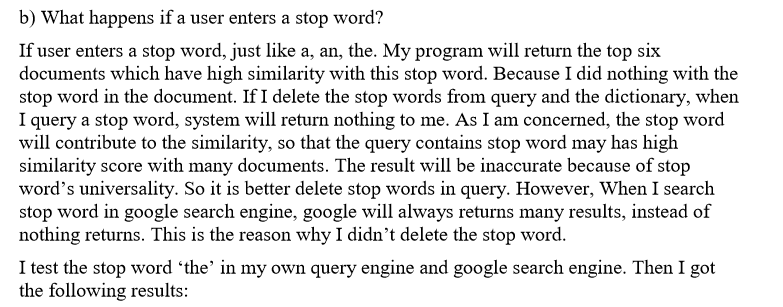 b) What happens if a user enters a stop word?
If user enters a stop word, just like a, an, the. My program will return the top six
documents which have high similarity with this stop word. Because I did nothing with the
stop word in the document. If I delete the stop words from query and the dictionary, when
I query a stop word, system will return nothing to me. As I am concerned, the stop word
will contribute to the similarity, so that the query contains stop word may has high
similarity score with many documents. The result will be inaccurate because of stop
word’s universality. So it is better delete stop words in query. However, When I search
stop word in google search engine, google will always returns many results, instead of
nothing returns. This is the reason why I didn’t delete the stop word.
I test the stop word ‘the’ in my own query engine and google search engine. Then I got
the following results: